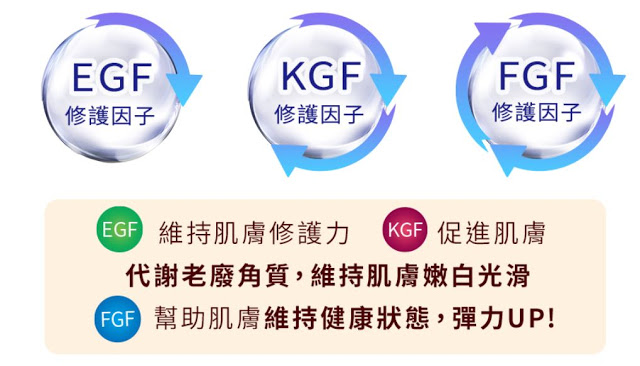 EGF
修護因子
KGF
修護因子
FGF
修護因子
EGF 維持肌膚修護力 KGF 促進肌膚
代謝老廢角質，維持肌膚嫩白光滑
FGF 幫助肌膚維持健康狀態，彈力UP!